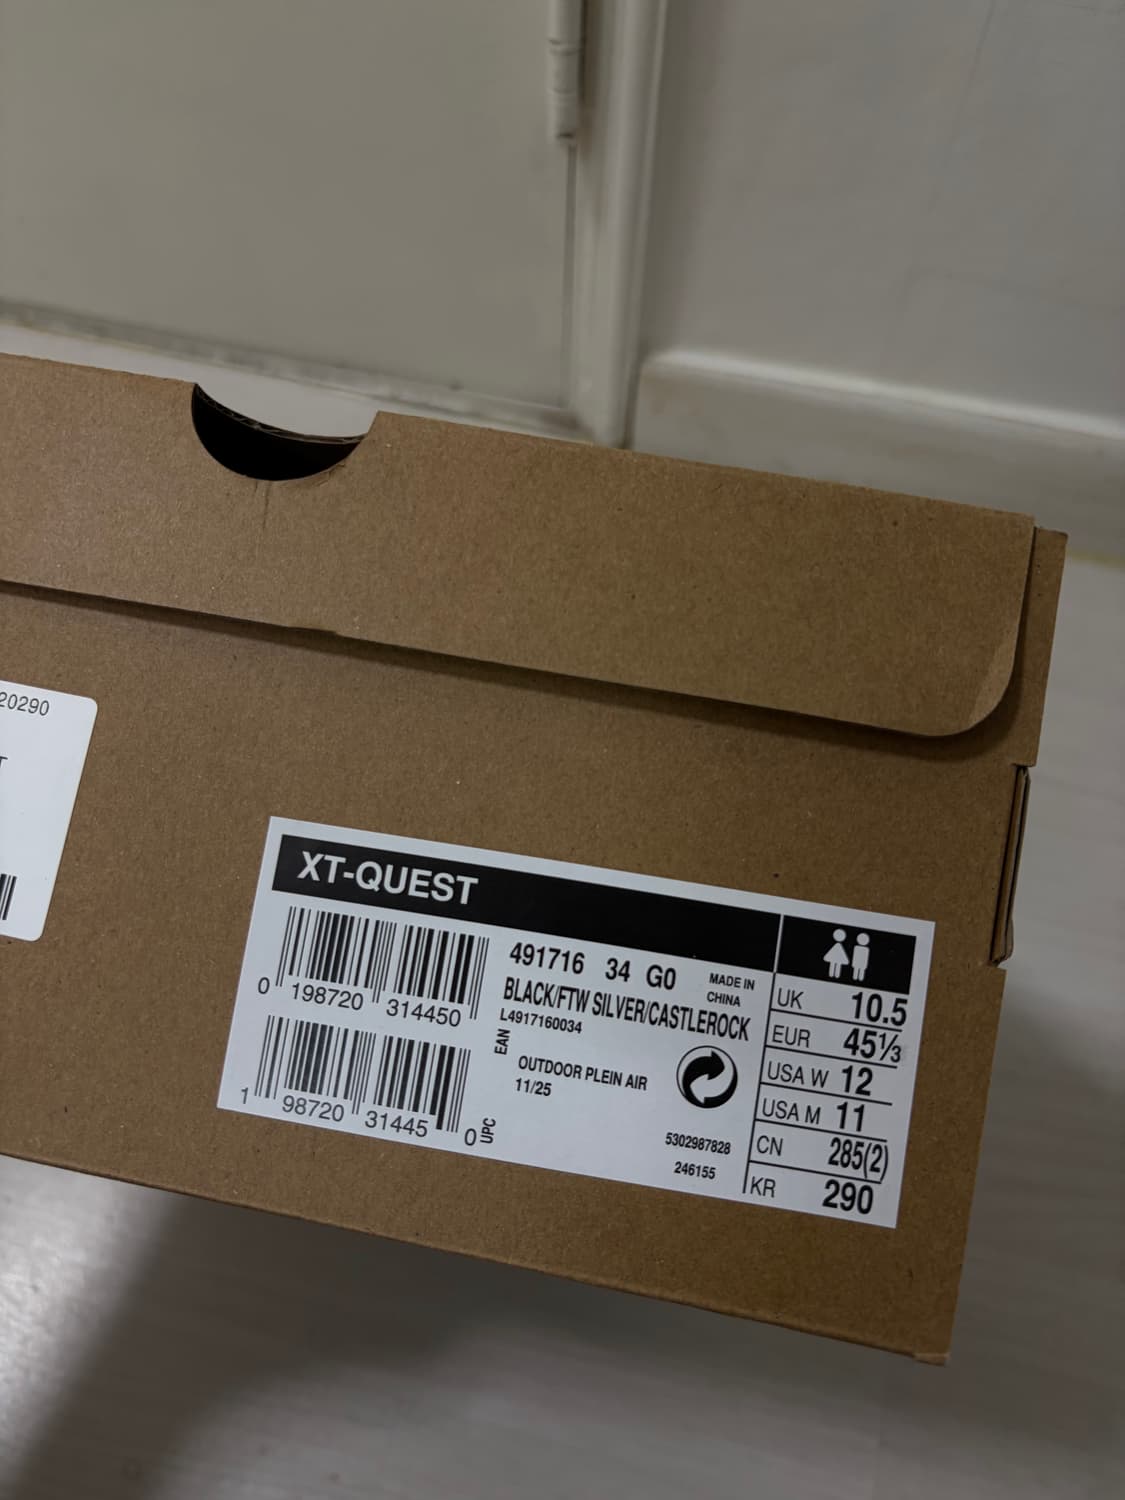 20290
T
XT-QUEST
0 198720 314450
491716 34 G0
MADE IN
CHINA
BLACK/FTW SILVER/CASTLEROCK
L4917160034
EAN
OUTDOOR PLEIN AIR
11/25
1 98720 31445 0
UPC
5302987828
246155
UK 10.5
EUR 45⅓
USA W 12
USA M 11
CN 285(2)
KR 290